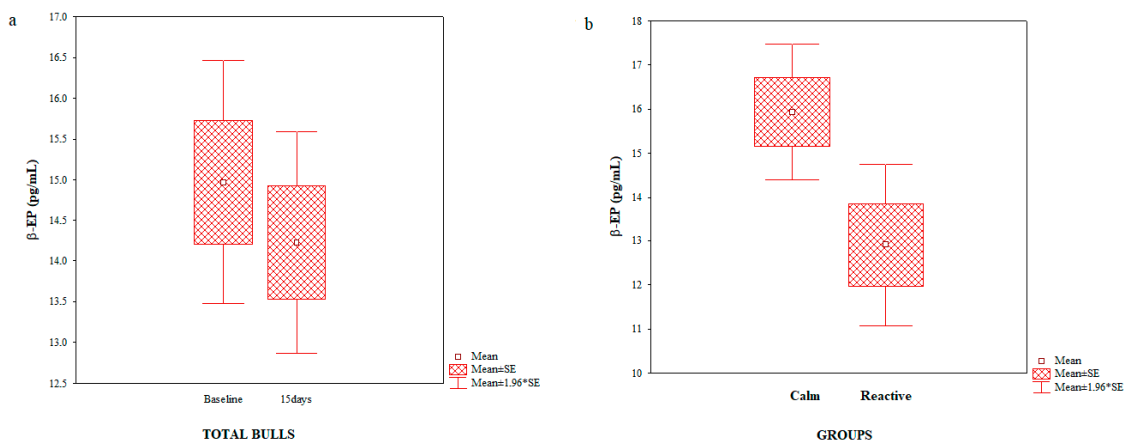 a
17.0
16.5
16.0
15.5
15.0
14.5
14.0
13.5
13.0
12.5
β-EP (pg/mL)
Baseline 15days
TOTAL BULLS
Mean
Mean±SE
Mean±1.96*SE
b
18
17
16
15
14
13
12
11
10
β-EP (pg/mL)
Calm Reactive
GROUPS
Mean
Mean±SE
Mean±1.96*SE